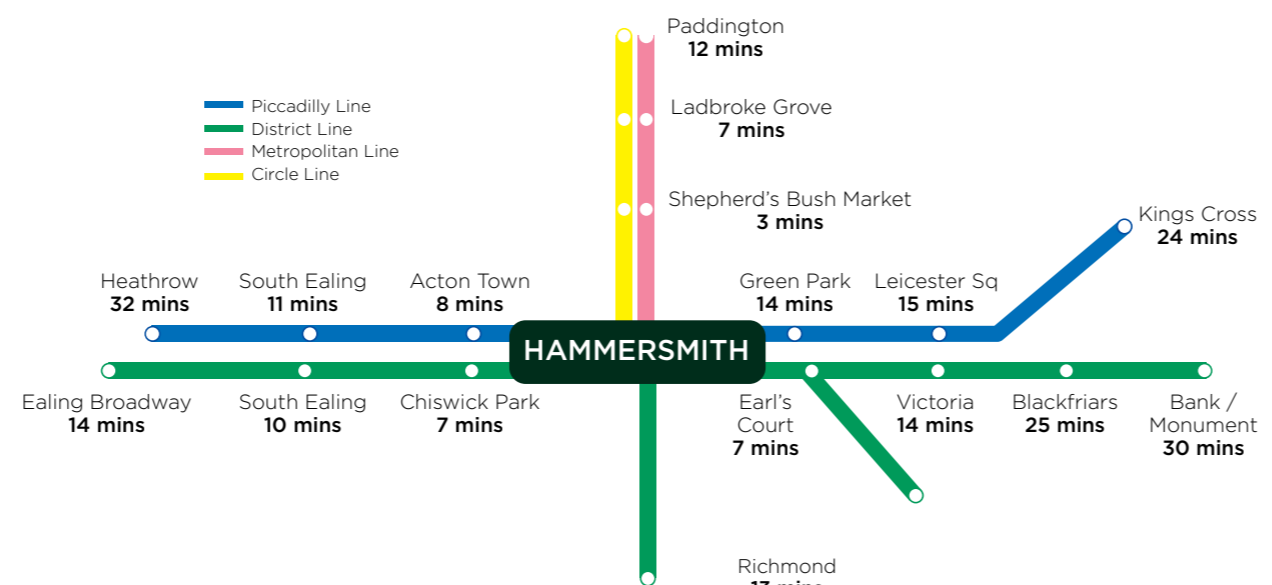 Paddington
12 mins
Piccadilly Line
District Line
Metropolitan Line
Circle Line
Ladbroke Grove
7 mins
Shepherd's Bush Market
3 mins
Kings Cross
24 mins
Heathrow
32 mins
South Ealing
11 mins
Acton Town
8 mins
Green Park
14 mins
Leicester Sq
15 mins
HAMMERSMITH
Ealing Broadway
14 mins
South Ealing
10 mins
Chiswick Park
7 mins
Earl's
Court
7 mins
Victoria
14 mins
Blackfriars
25 mins
Bank /
Monument
30 mins
Richmond
13 mins